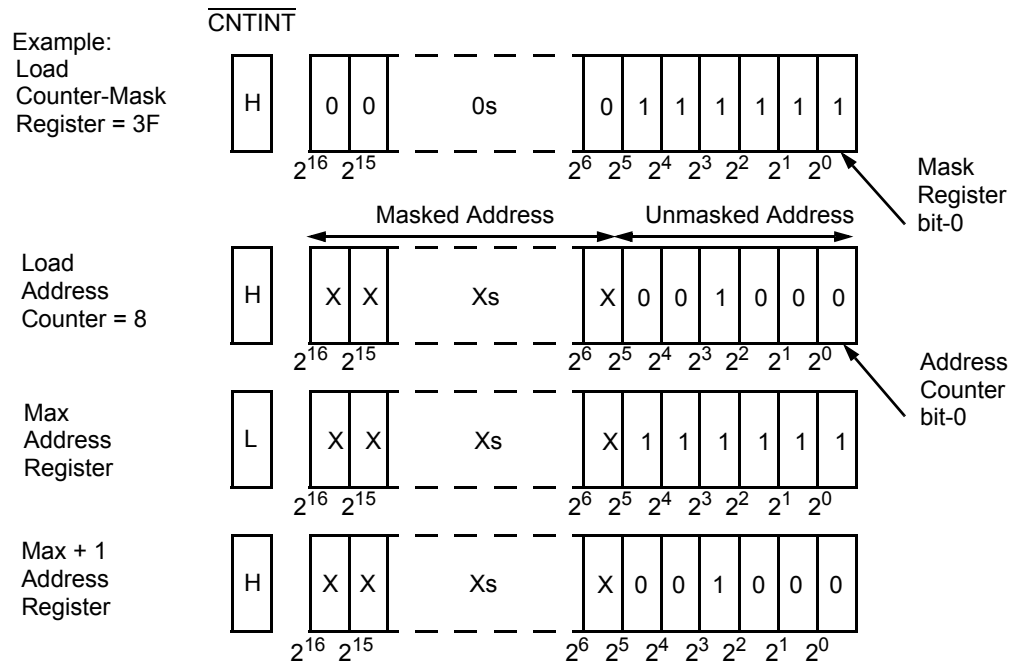 CNTINT
Example:
Load
Counter-Mask
Register = 3F
H
0 0 0s 0 1 1 1 1 1 1
2^16 2^15 2^6 2^5 2^4 2^3 2^2 2^1 2^0
Mask
Register
bit-0
Masked Address Unmasked Address
Load
Address
Counter = 8
H
X X Xs X 0 0 1 0 0 0
2^16 2^15 2^6 2^5 2^4 2^3 2^2 2^1 2^0
Address
Counter
bit-0
Max
Address
Register
L
X X Xs X 1 1 1 1 1 1
2^16 2^15 2^6 2^5 2^4 2^3 2^2 2^1 2^0
Max + 1
Address
Register
H
X X Xs X 0 0 1 0 0 0
2^16 2^15 2^6 2^5 2^4 2^3 2^2 2^1 2^0